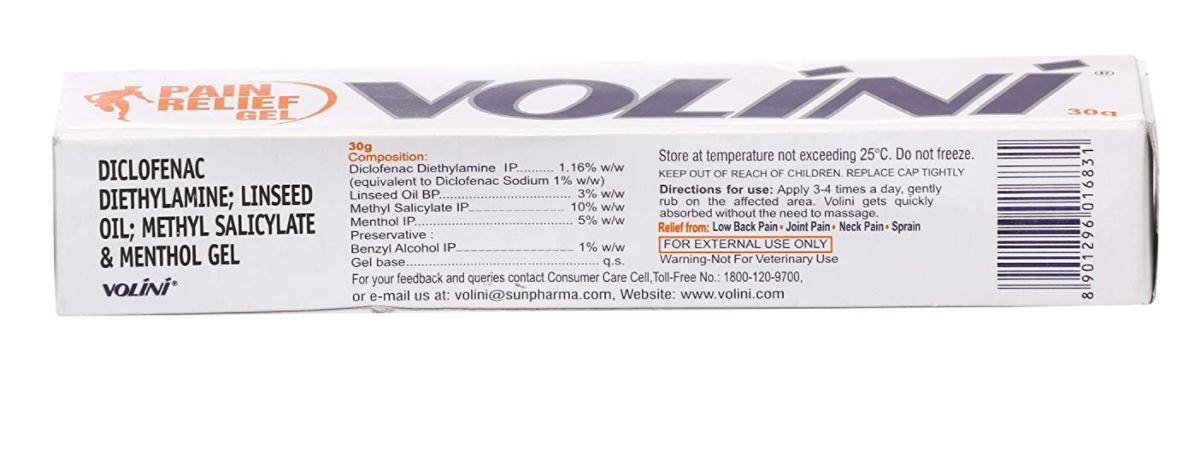 PAIN
RELIEF
GEL
VOLINI®
30g
DICLOFENAC
DIETHYLAMINE; LINSEED
OIL; METHYL SALICYLATE
& MENTHOL GEL
VOLINI®
30g
Composition:
Diclofenac Diethylamine IP.......... 1.16% w/w
(equivalent to Diclofenac Sodium 1% w/w)
Linseed Oil BP...................................... 3% w/w
Methyl Salicylate IP_________________ 10% w/w
Menthol IP........................................... 5% w/w
Preservative :
Benzyl Alcohol IP____________________ 1% w/w
Gel base.................................................. q.s.
For your feedback and queries contact Consumer Care Cell,Toll-Free No.: 1800-120-9700,
or e-mail us at: volini@sunpharma.com, Website: www.volini.com
Store at temperature not exceeding 25°C. Do not freeze.
KEEP OUT OF REACH OF CHILDREN. REPLACE CAP TIGHTLY
Directions for use: Apply 3-4 times a day, gently
rub on the affected area. Volini gets quickly
absorbed without the need to massage.
Relief from: Low Back Pain • Joint Pain • Neck Pain • Sprain
FOR EXTERNAL USE ONLY
Warning-Not For Veterinary Use
8 901296 016831